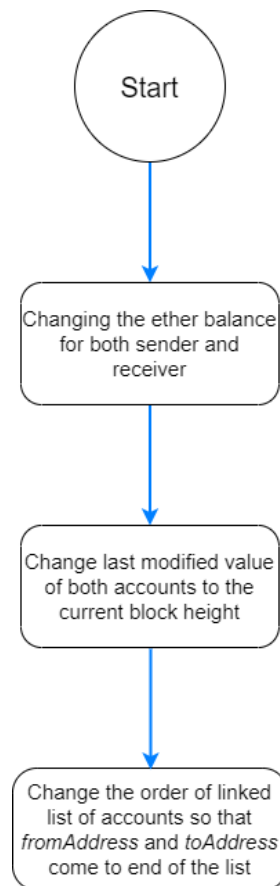 Start
Changing the ether balance
for both sender and
receiver
Change last modified value
of both accounts to the
current block height
Change the order of linked
list of accounts so that
fromAddress and toAddress
come to end of the list